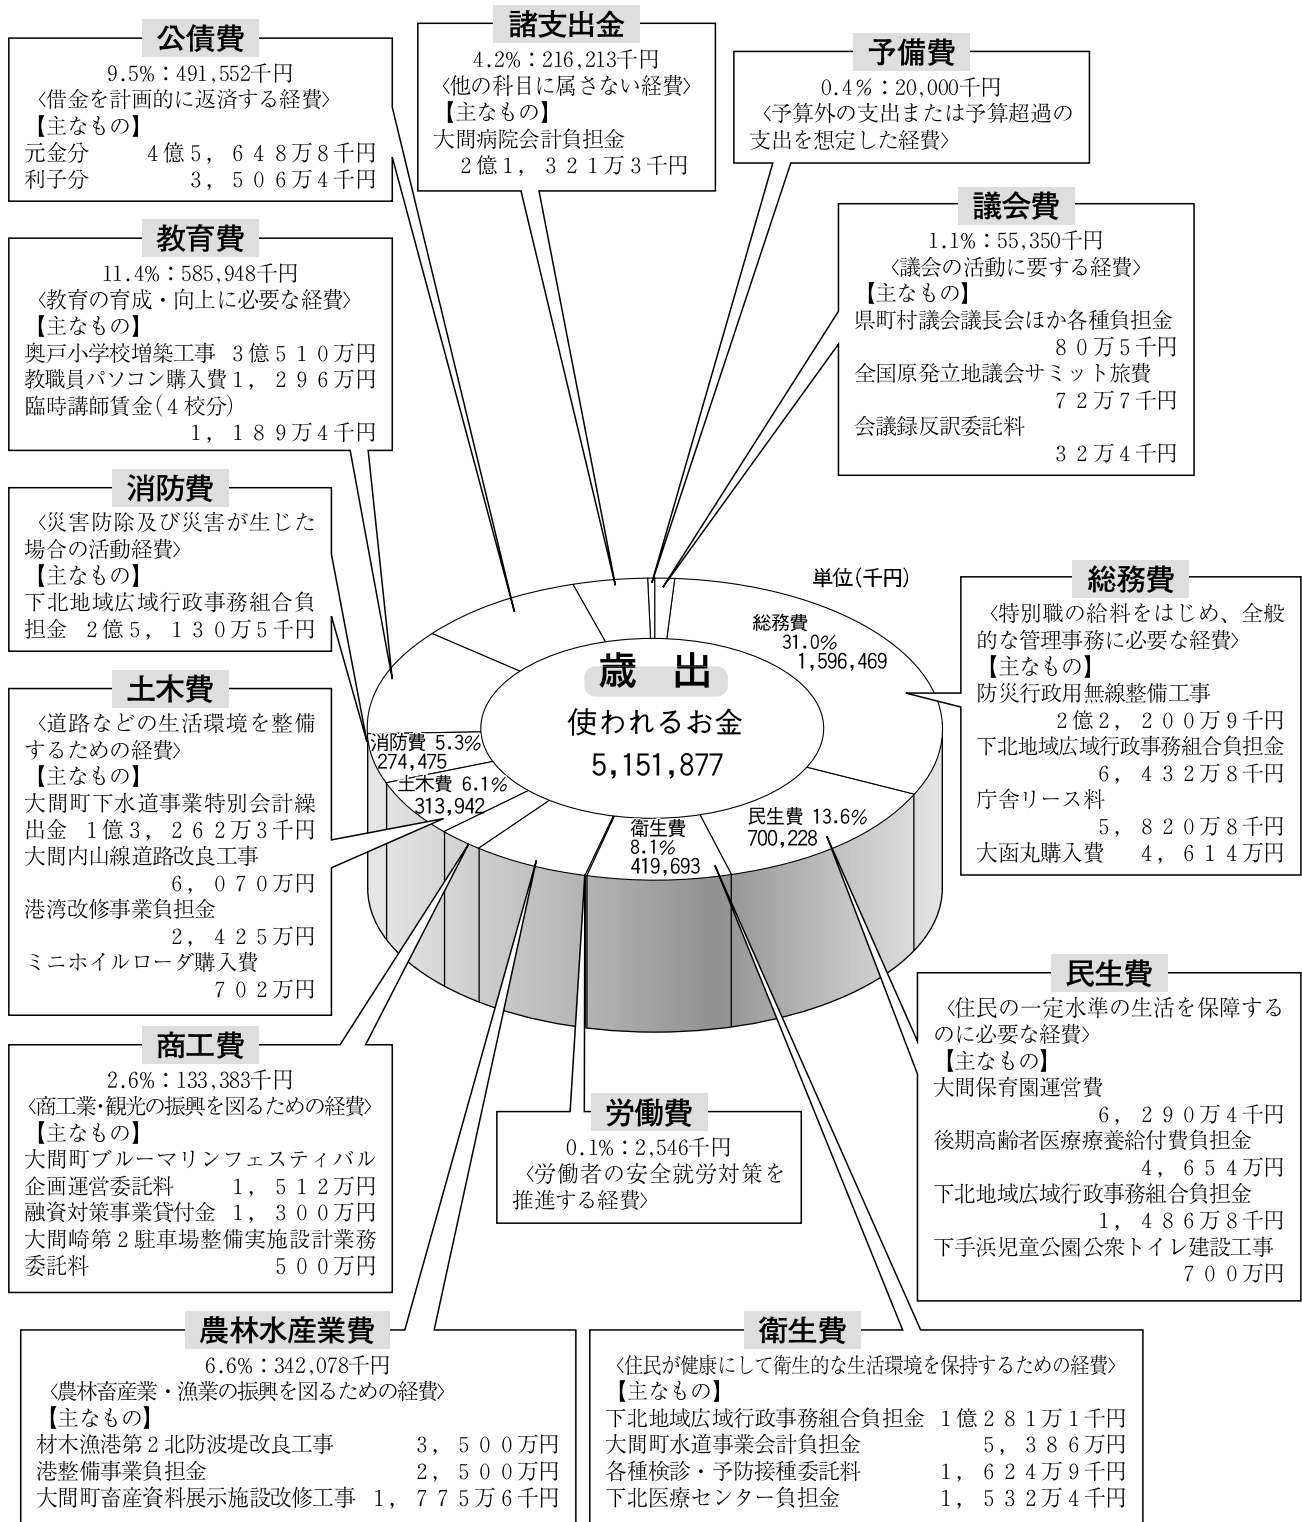 公債費
9.5%：491,552千円
〈借金を計画的に返済する経費〉
【主なもの】
元金分　4億5，648万8千円
利子分　3，506万4千円
諸支出金
4.2%：216,213千円
〈他の科目に属さない経費〉
【主なもの】
大間病院会計負担金
2億1，321万3千円
予備費
0.4%：20,000千円
〈予算外の支出または予算超過の
支出を想定した経費〉
議会費
1.1%：55,350千円
〈議会の活動に要する経費〉
【主なもの】
県町村議会議長会ほか各種負担金
80万5千円
全国原発立地議会サミット旅費
72万7千円
会議録反訳委託料
32万4千円
教育費
11.4%：585,948千円
〈教育の育成・向上に必要な経費〉
【主なもの】
奥戸小学校増築工事　3億510万円
教職員パソコン購入費1，296万円
臨時講師賃金(4校分)
1，189万4千円
消防費
〈災害防除及び災害が生じた
場合の活動経費〉
【主なもの】
下北地域広域行政事務組合負
担金　2億5，130万5千円
単位(千円)
総務費
31.0%
1,596,469
歳　出
使われるお金
5,151,877
消防費 5.3%
274,475
土木費 6.1%
313,942
衛生費
8.1%
419,693
民生費 13.6%
700,228
総務費
〈特別職の給料をはじめ、全般
的な管理事務に必要な経費〉
【主なもの】
防災行政用無線整備工事
2億2，200万9千円
下北地域広域行政事務組合負担金
6，432万8千円
庁舎リース料
5，820万8千円
大函丸購入費　4，614万円
土木費
〈道路などの生活環境を整備
するための経費〉
【主なもの】
大間町下水道事業特別会計繰
出金　1億3，262万3千円
大間内山線道路改良工事
6，070万円
港湾改修事業負担金
2，425万円
ミニホイルローダ購入費
702万円
民生費
〈住民の一定水準の生活を保障する
のに必要な経費〉
【主なもの】
大間保育園運営費
6，290万4千円
後期高齢者医療療養給付費負担金
4，654万円
下北地域広域行政事務組合負担金
1，486万8千円
下手浜児童公園公衆トイレ建設工事
700万円
商工費
2.6%：133,383千円
〈商工業・観光の振興を図るための経費〉
【主なもの】
大間町ブルーマリンフェスティバル
企画運営委託料　1，512万円
融資対策事業貸付金　1，300万円
大間崎第2駐車場整備実施設計業務
委託料　500万円
労働費
0.1%：2,546千円
〈労働者の安全就労対策を
推進する経費〉
農林水産業費
6.6%：342,078千円
〈農林畜産業・漁業の振興を図るための経費〉
【主なもの】
材木漁港第2北防波堤改良工事　3，500万円
港整備事業負担金　2，500万円
大間町畜産資料展示施設改修工事　1，775万6千円
衛生費
〈住民が健康にして衛生的な生活環境を保持するための経費〉
【主なもの】
下北地域広域行政事務組合負担金　1億281万1千円
大間町水道事業会計負担金　5，386万円
各種検診・予防接種委託料　1，624万9千円
下北医療センター負担金　1，532万4千円